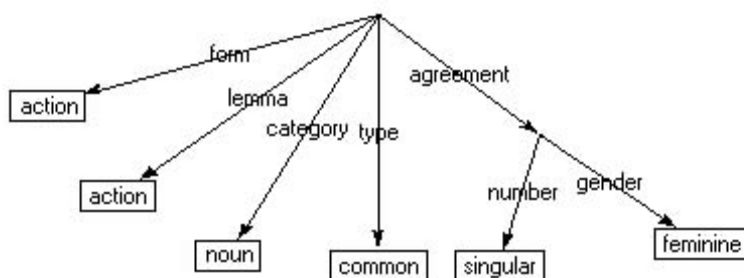 form
agreement
action
lemma
category
type
action
number
gender
noun
common
singular
feminine